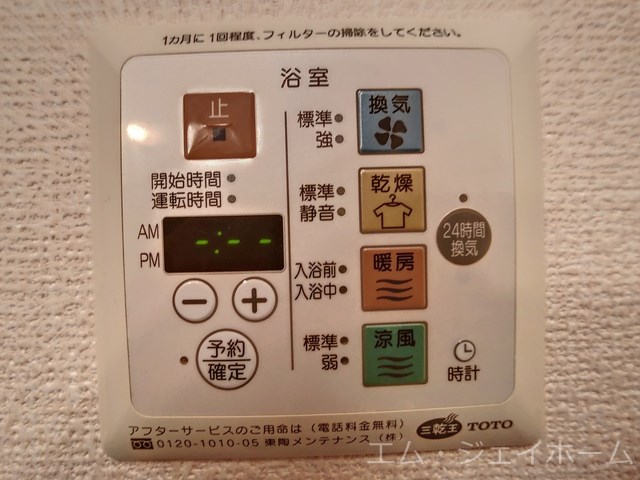 1カ月に1回程度、フィルターの掃除をしてください。
浴室
止
標準
強
換気
開始時間
運転時間
標準
静音
乾燥
AM
PM
-:--
24時間
換気
入浴前
入浴中
暖房
− +
予約
確定
標準
弱
涼風
時計
アフターサービスのご用命は(電話料金無料)
0120-1010-05 東陶メンテナンス(株)
三乾王 TOTO
エム・ジェイホーム